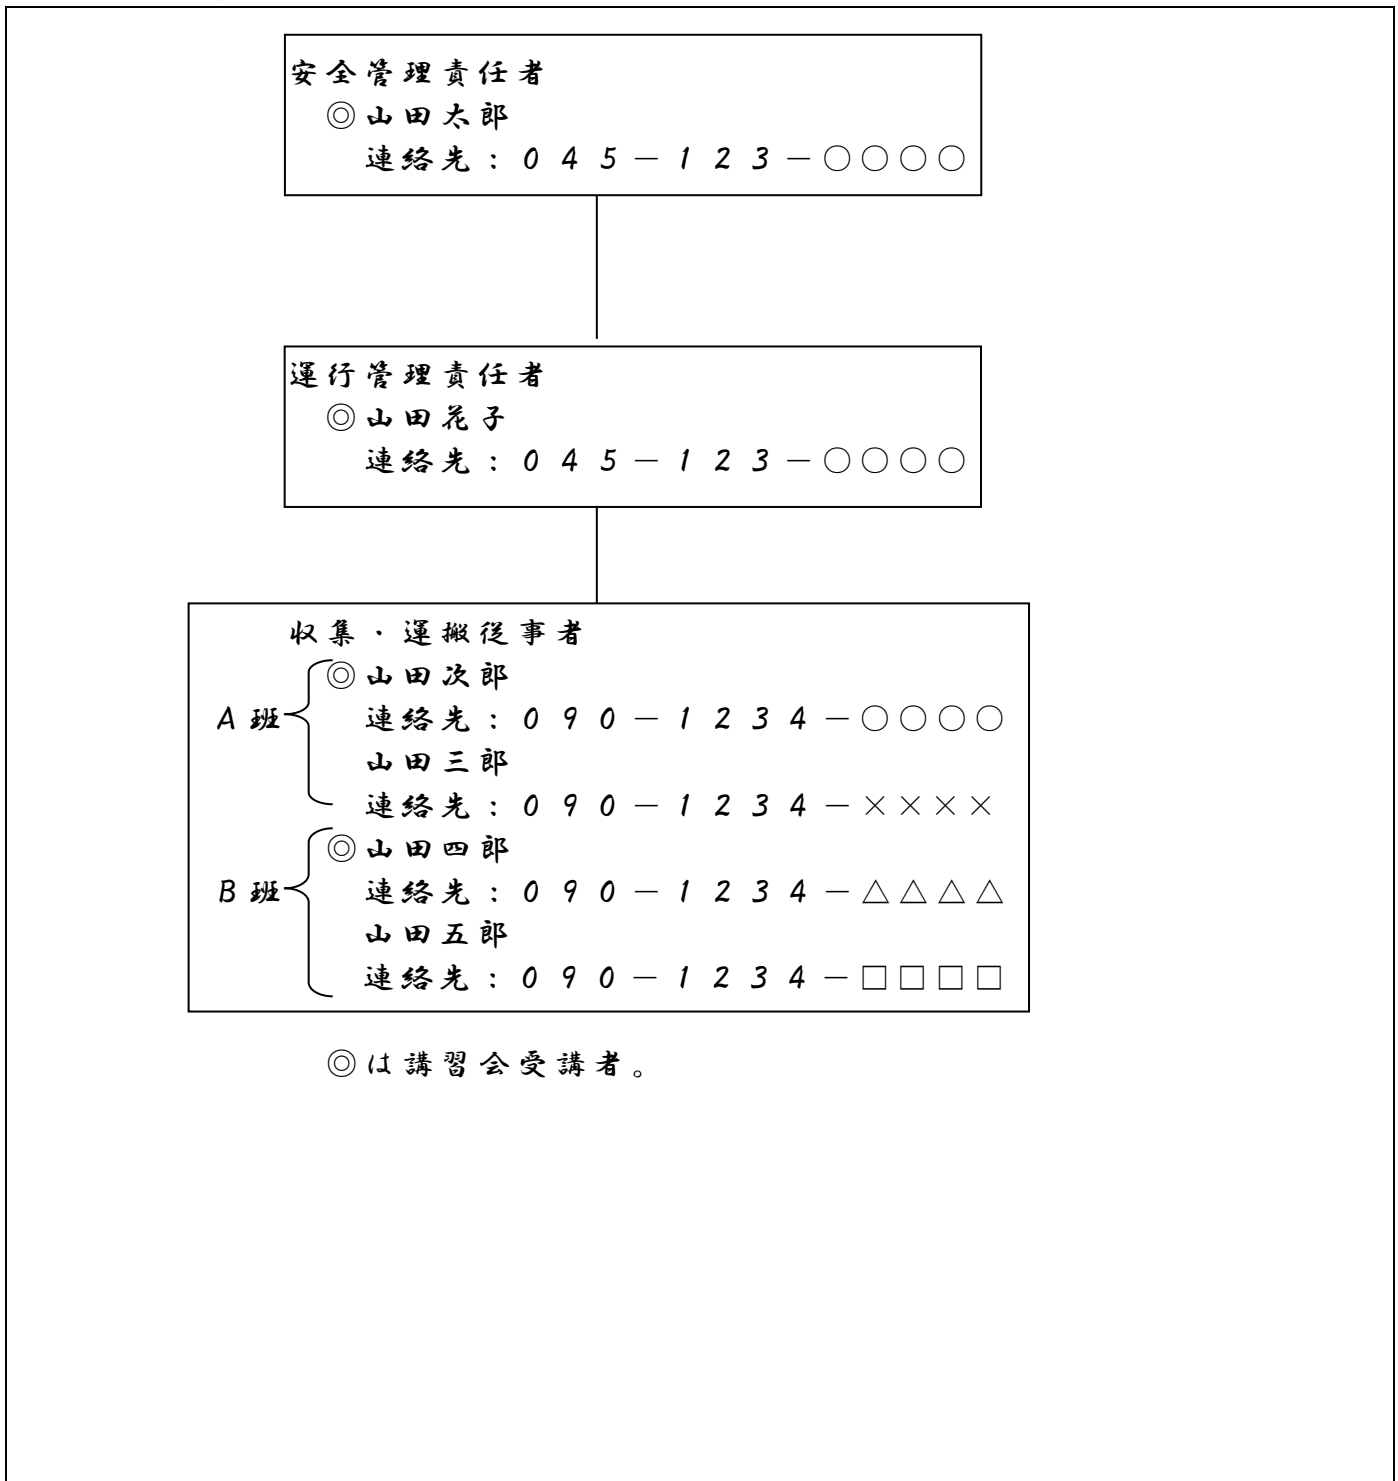 安全管理責任者
◎山田太郎
連絡先：045－123－○○○○
運行管理責任者
◎山田花子
連絡先：045－123－○○○○
収集・運搬従事者
◎山田次郎
A班 連絡先：090－1234－○○○○
山田三郎
連絡先：090－1234－××××
◎山田四郎
B班 連絡先：090－1234－△△△△
山田五郎
連絡先：090－1234－□□□□
◎は講習会受講者。